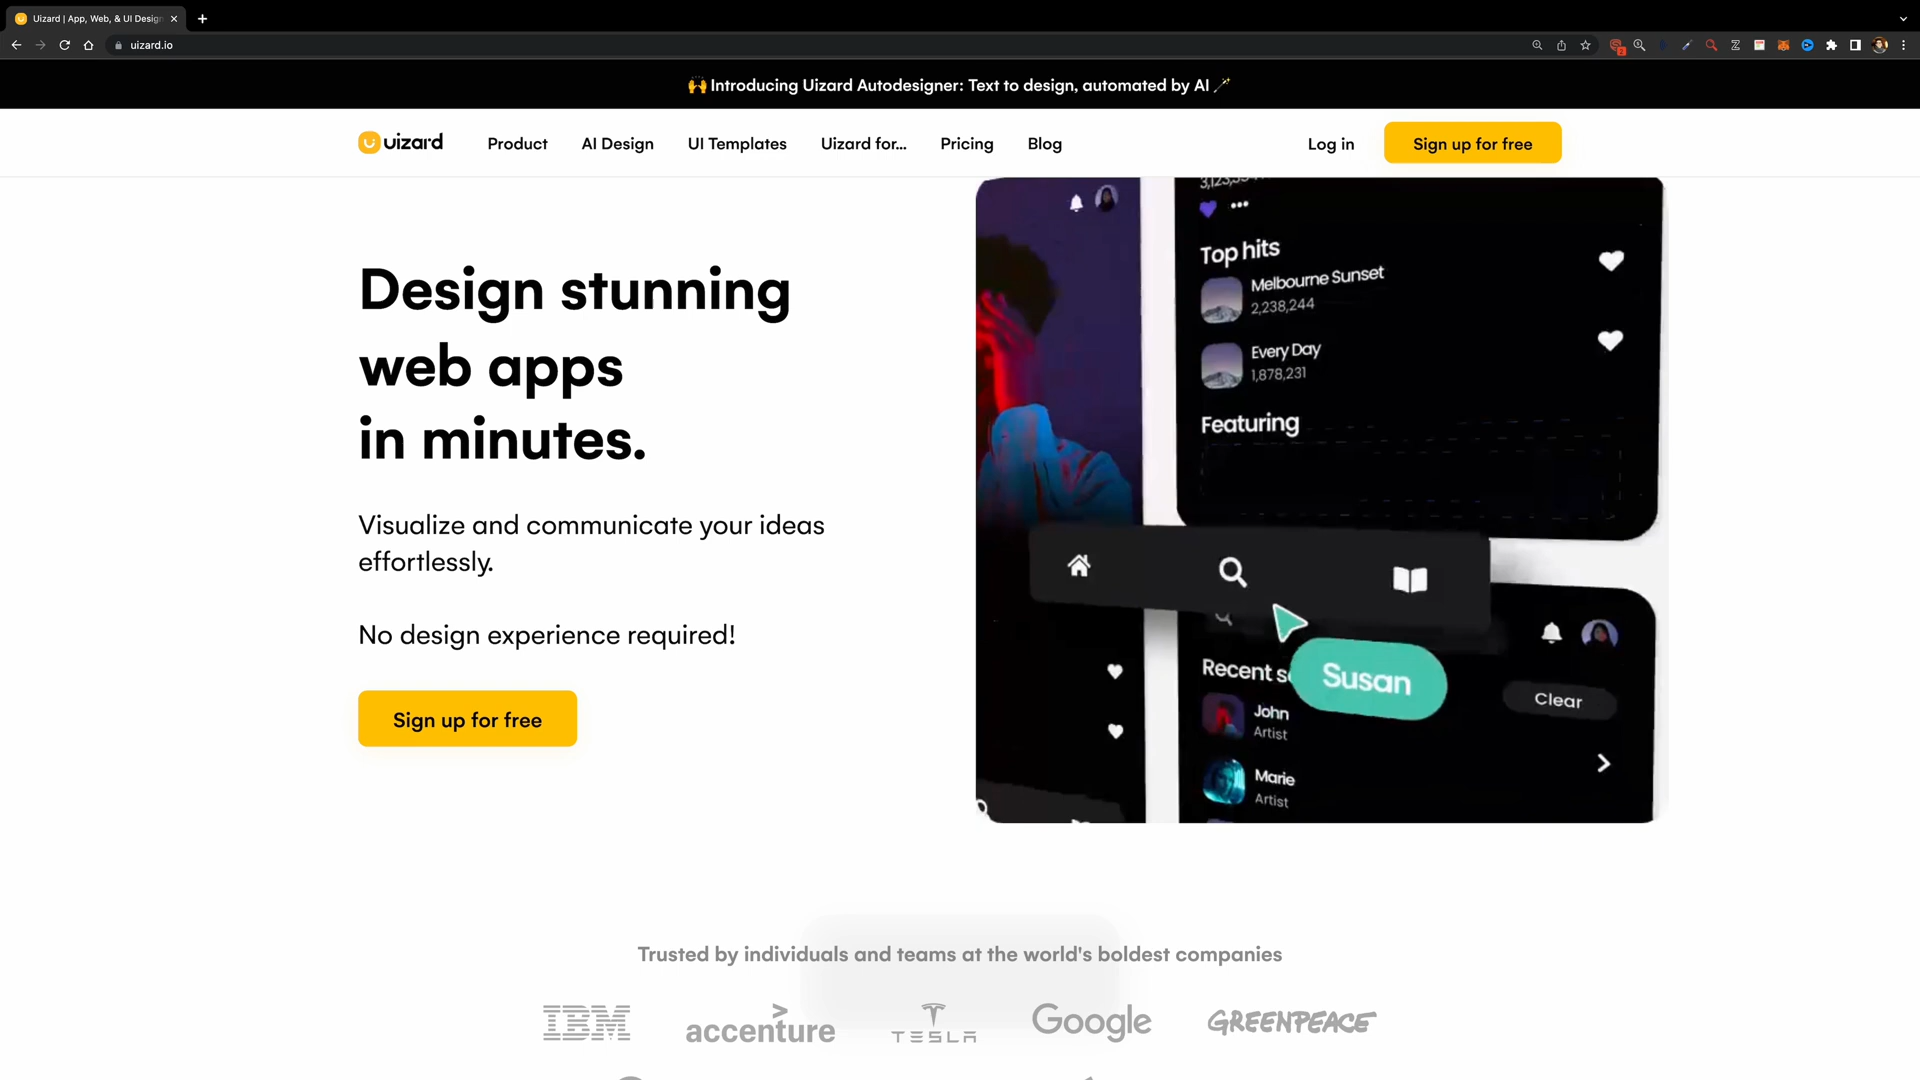 Uizard | App, Web, & UI Design
uizard.io
Introducing Uizard Autodesigner: Text to design, automated by AI
uizard
Product
AI Design
UI Templates
Uizard for...
Pricing
Blog
Log in
Sign up for free
Design stunning
web apps
in minutes.
Visualize and communicate your ideas
effortlessly.
No design experience required!
Sign up for free
Top hits
Melbourne Sunset
2,238,244
Every Day
1,878,231
Featuring
Susan
Clear
John
Artist
Marie
Artist
Trusted by individuals and teams at the world's boldest companies
IBM
accenture
TESLA
Google
GREENPEACE